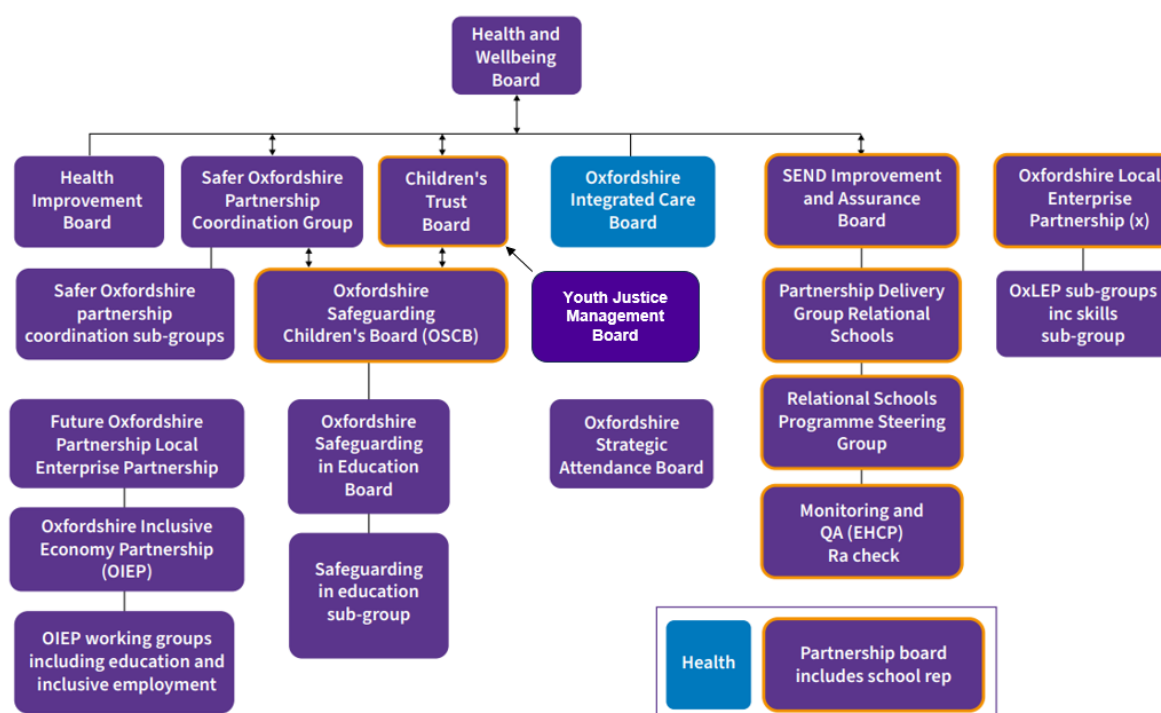 Health and
Wellbeing
Board
Health
Improvement
Board
Safer Oxfordshire
Partnership
Coordination Group
Children's
Trust
Board
Oxfordshire
Integrated Care
Board
SEND Improvement
and Assurance
Board
Oxfordshire Local
Enterprise
Partnership (x)
Safer Oxfordshire
partnership
coordination sub-groups
Oxfordshire
Safeguarding
Children's Board (OSCB)
Youth Justice
Management
Board
Partnership Delivery
Group Relational
Schools
OxLEP sub-groups
inc skills
sub-group
Future Oxfordshire
Partnership Local
Enterprise Partnership
Oxfordshire
Safeguarding
in Education
Board
Oxfordshire
Strategic
Attendance Board
Relational Schools
Programme Steering
Group
Oxfordshire Inclusive
Economy Partnership
(OIEP)
Safeguarding
in education
sub-group
Monitoring and
QA (EHCP)
Ra check
OIEP working groups
including education and
inclusive employment
Health
Partnership board
includes school rep